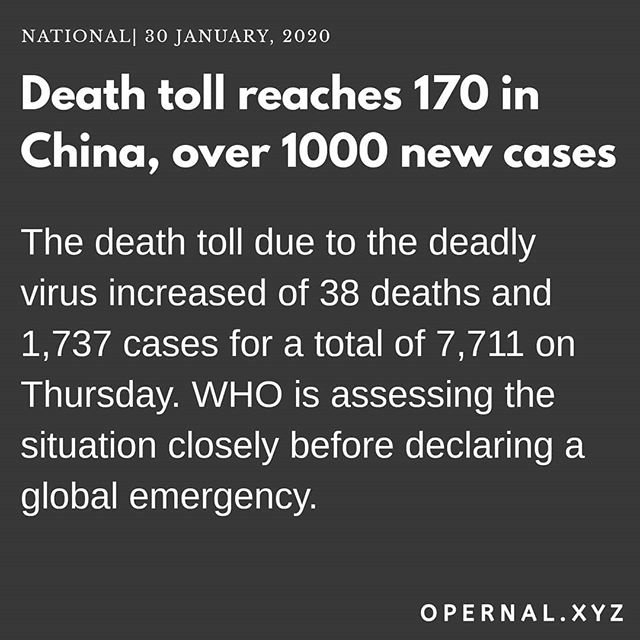 NATIONAL| 30 JANUARY, 2020
Death toll reaches 170 in
China, over 1000 new cases
The death toll due to the deadly
virus increased of 38 deaths and
1,737 cases for a total of 7,711 on
Thursday. WHO is assessing the
situation closely before declaring a
global emergency.
OPERNAL.XYZ